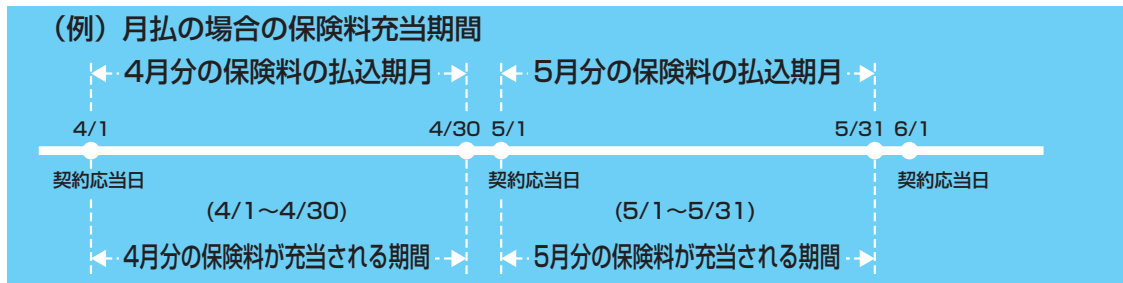 （例）月払の場合の保険料充当期間
4月分の保険料の払込期月 5月分の保険料の払込期月
4/1 4/30 5/1 5/31 6/1
契約応当日 契約応当日 契約応当日
(4/1〜4/30) (5/1〜5/31)
4月分の保険料が充当される期間 5月分の保険料が充当される期間